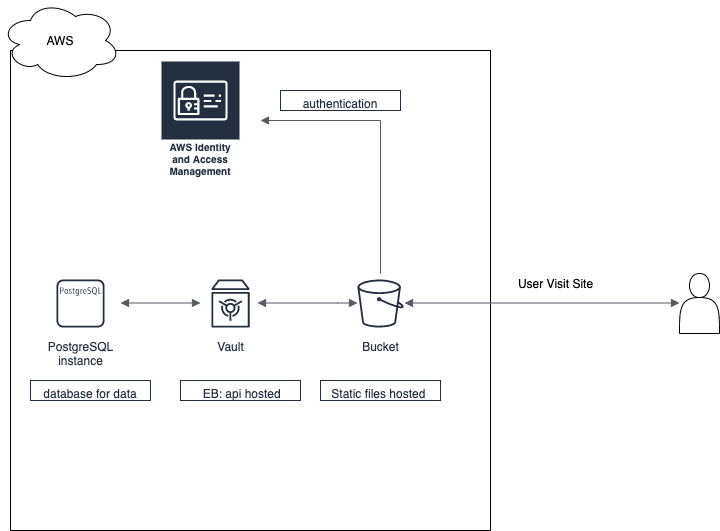 AWS
authentication
AWS Identity
and Access
Management
User Visit Site
PostgreSQL
PostgreSQL
instance
Vault
Bucket
database for data
EB: api hosted
Static files hosted